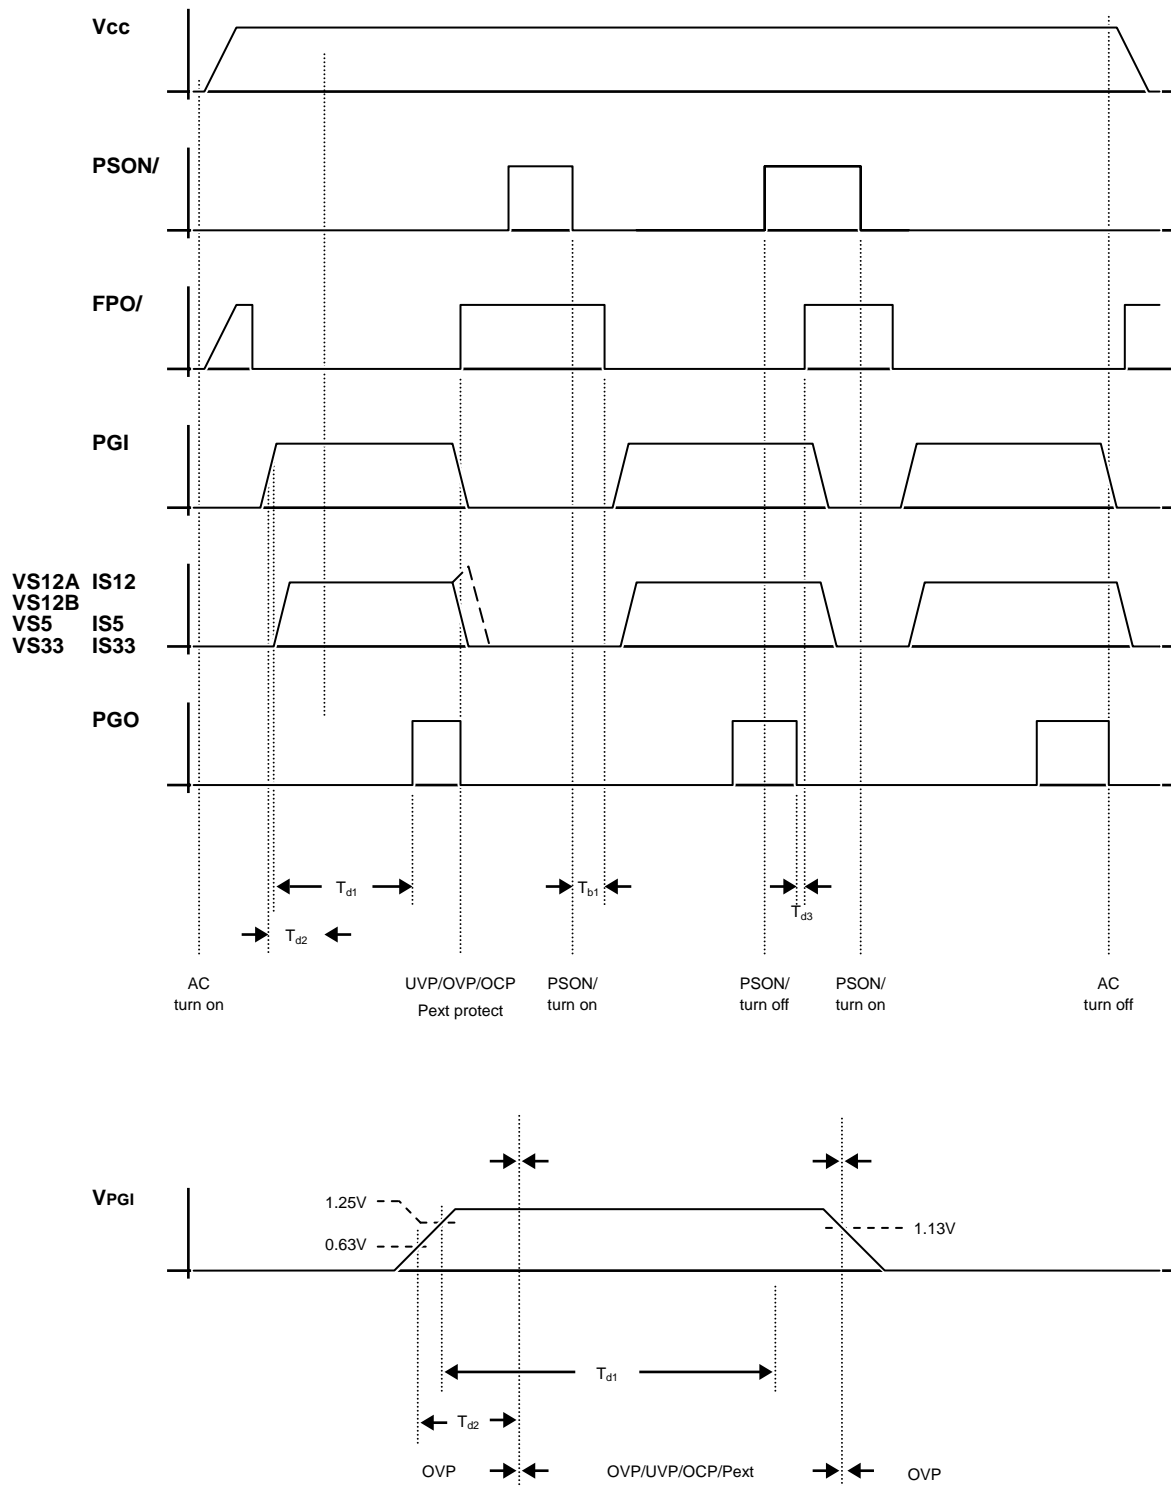 Vcc
PSON/
FPO/
PGI
VS12A IS12
VS12B
VS5 IS5
VS33 IS33
PGO
Td1
Tb1
Td3
Td2
AC
turn on
UVP/OVP/OCP
Pext protect
PSON/
turn on
PSON/
turn off
PSON/
turn on
AC
turn off
VPGI
1.25V
0.63V
1.13V
Td1
Td2
OVP
OVP/UVP/OCP/Pext
OVP